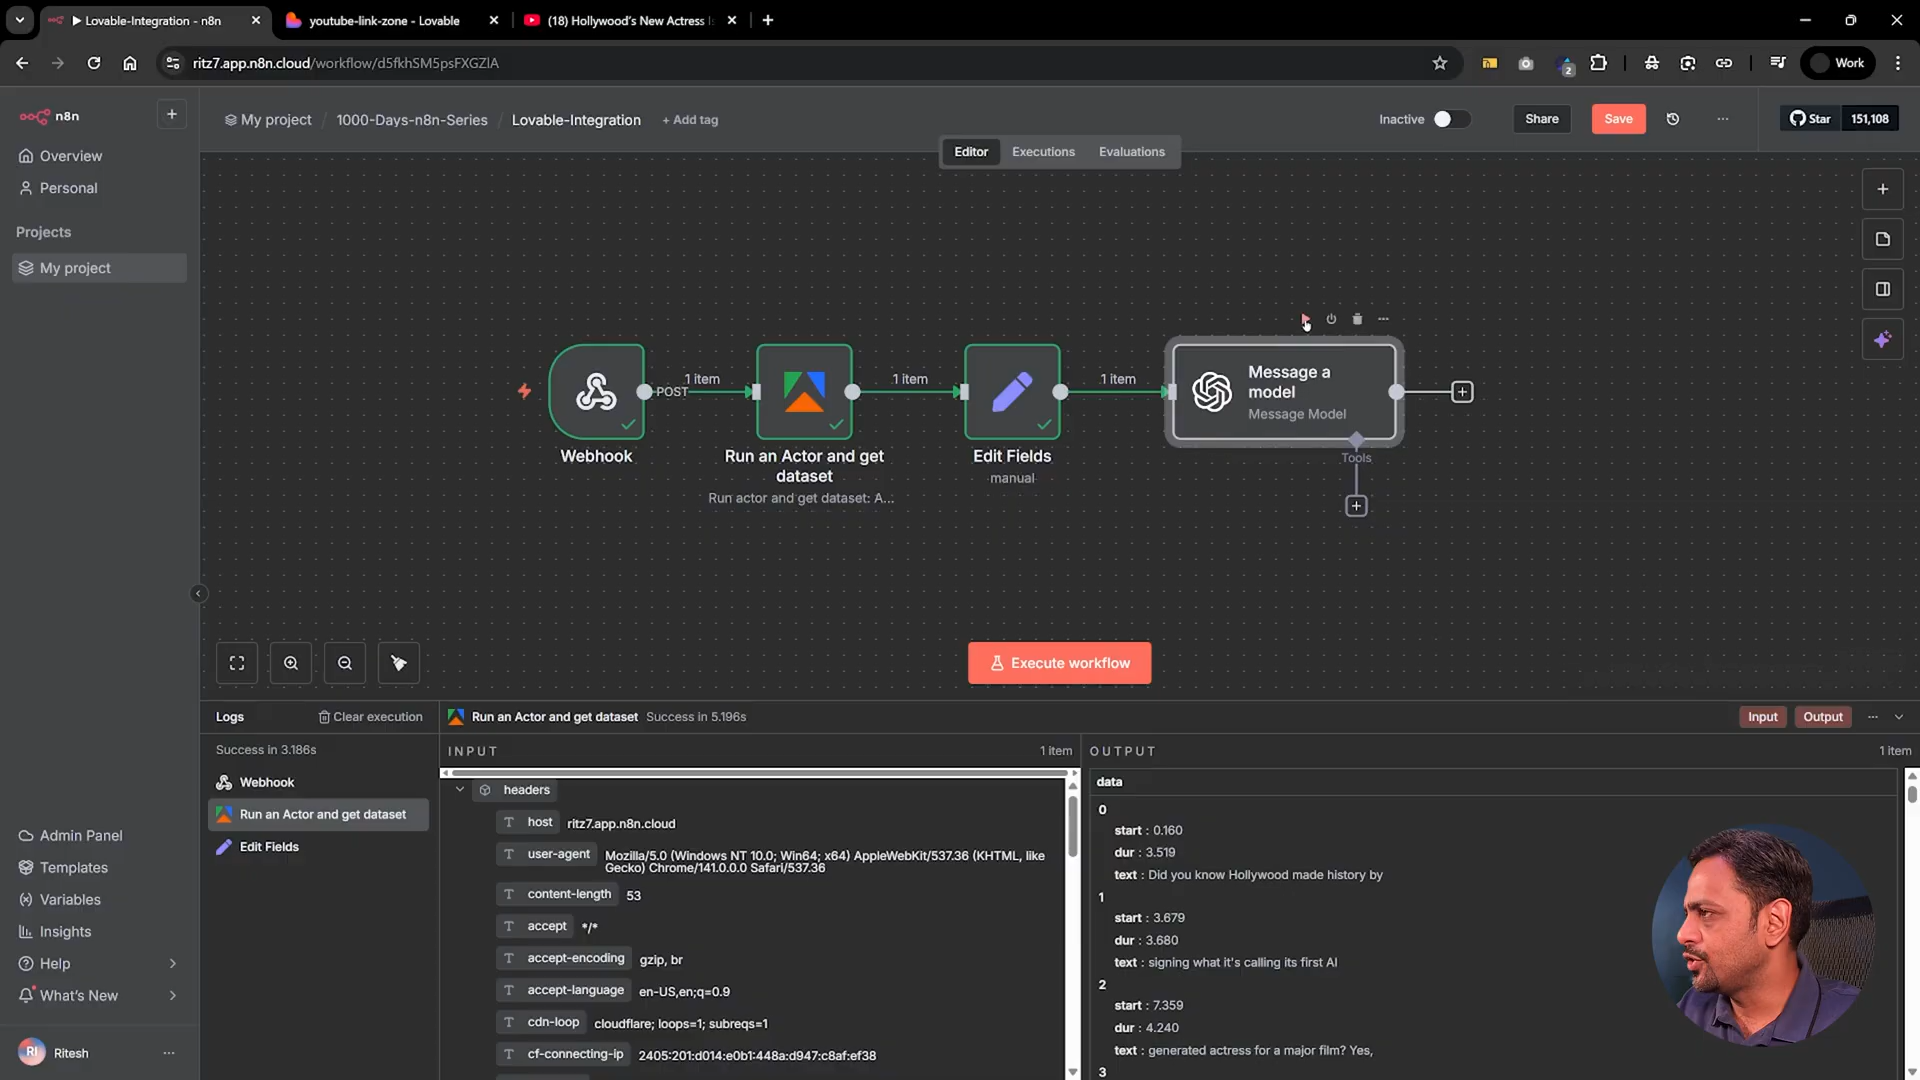 Lovable-Integration - n8n
youtube-link-zone - Lovable
(18) Hollywood's New Actress
ritz7.app.n8n.cloud/workflow/d5fkhSM5psFXGZlA
2
Work
n8n
My project / 1000-Days-n8n-Series / Lovable-Integration + Add tag
Inactive
Share
Save
Star 151,108
Editor
Executions
Evaluations
Overview
Personal
Projects
My project
1 item
POST
1 item
1 item
Message a
model
Message Model
Tools
Webhook
Run an Actor and get
dataset
Run actor and get dataset: A...
Edit Fields
manual
Execute workflow
Logs
Clear execution
Run an Actor and get dataset Success in 5.196s
Input
Output
Success in 3.186s
INPUT
1 item
OUTPUT
1 item
Webhook
Run an Actor and get dataset
Edit Fields
headers
T host ritz7.app.n8n.cloud
T user-agent Mozilla/5.0 (Windows NT 10.0; Win64; x64) AppleWebKit/537.36 (KHTML, like
Gecko) Chrome/141.0.0.0 Safari/537.36
T content-length 53
T accept */*
T accept-encoding gzip, br
T accept-language en-US,en;q=0.9
T cdn-loop cloudflare; loops=1; subreqs=1
T cf-connecting-ip 2405:201:d014:e0b1:448a:d947:c8af:ef38
data
0
start : 0.160
dur : 3.519
text : Did you know Hollywood made history by
1
start : 3.679
dur : 3.680
text : signing what it's calling its first AI
2
start : 7.359
dur : 4.240
text : generated actress for a major film? Yes,
3
Admin Panel
Templates
Variables
Insights
Help
What's New
RI
Ritesh